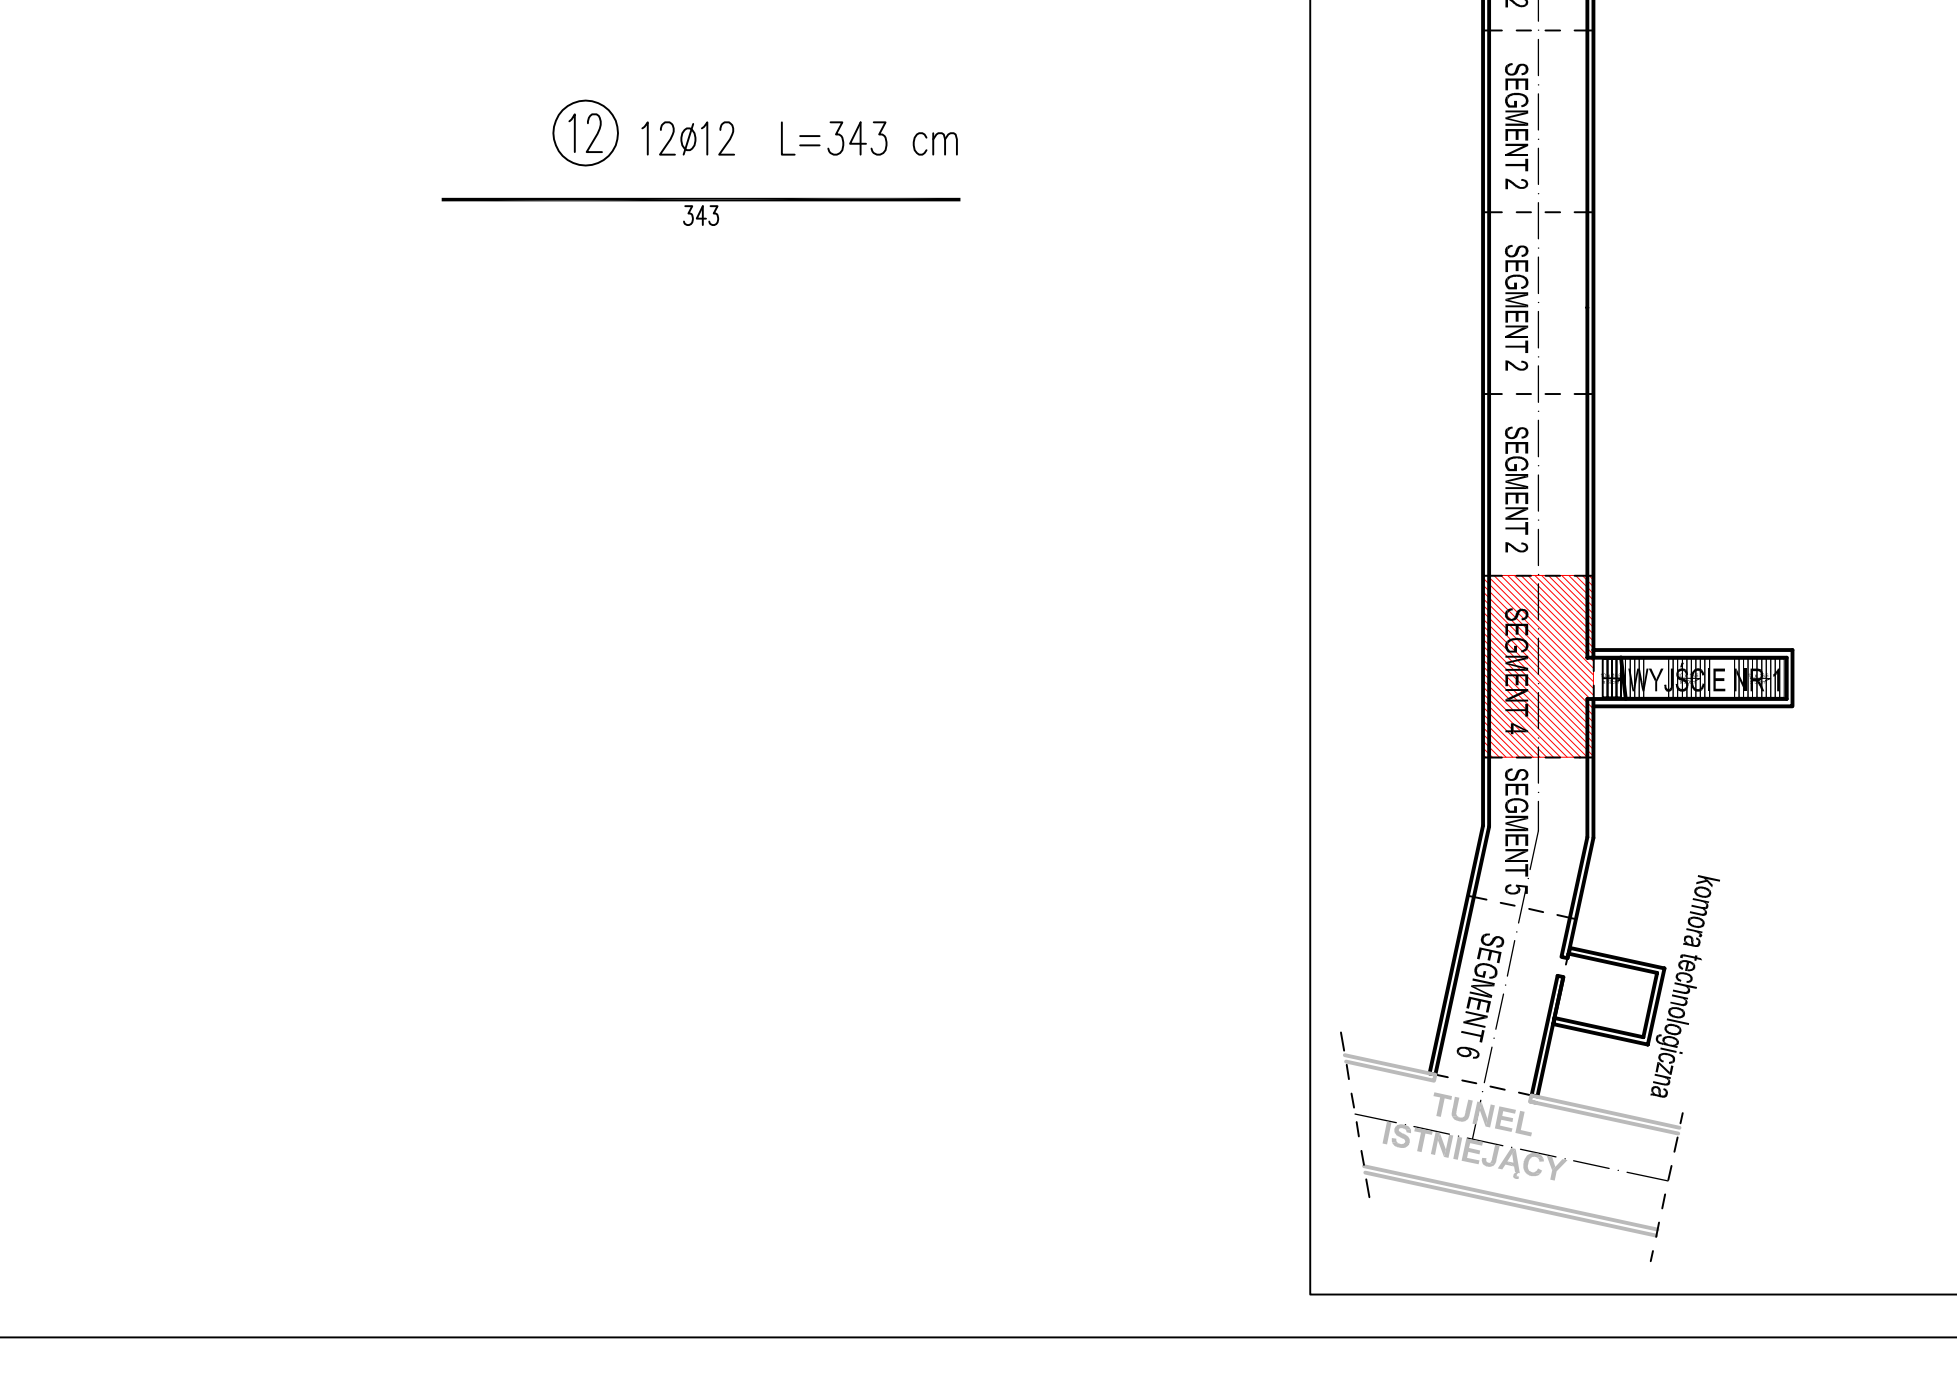 12 12ø12 L=343 cm
343
2
SEGMENT 2
SEGMENT 2
SEGMENT 2
SEGMENT 4
WYJŚCIE NR 1
SEGMENT 5
SEGMENT 6
komora technologiczna
TUNEL
ISTNIEJĄCY